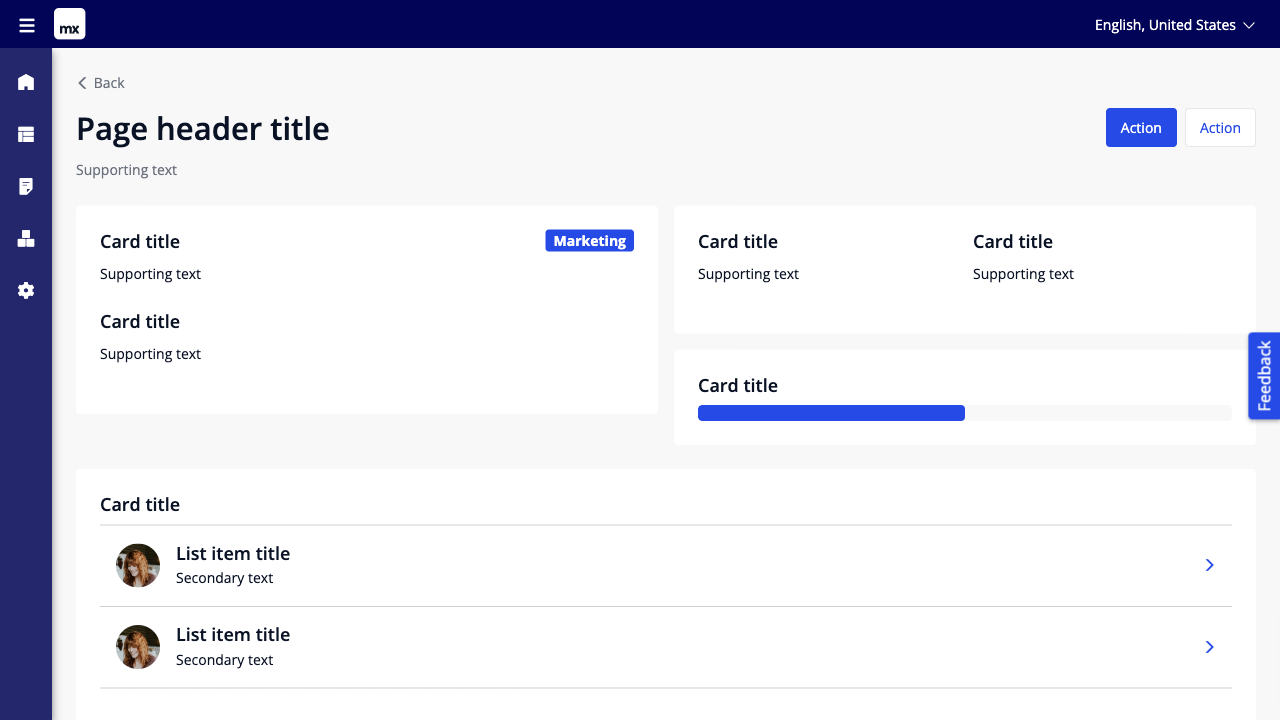 mx
English, United States
Back
Page header title
Action
Action
Supporting text
Card title
Marketing
Supporting text
Card title
Supporting text
Card title
Supporting text
Card title
Supporting text
Card title
Feedback
Card title
List item title
Secondary text
List item title
Secondary text